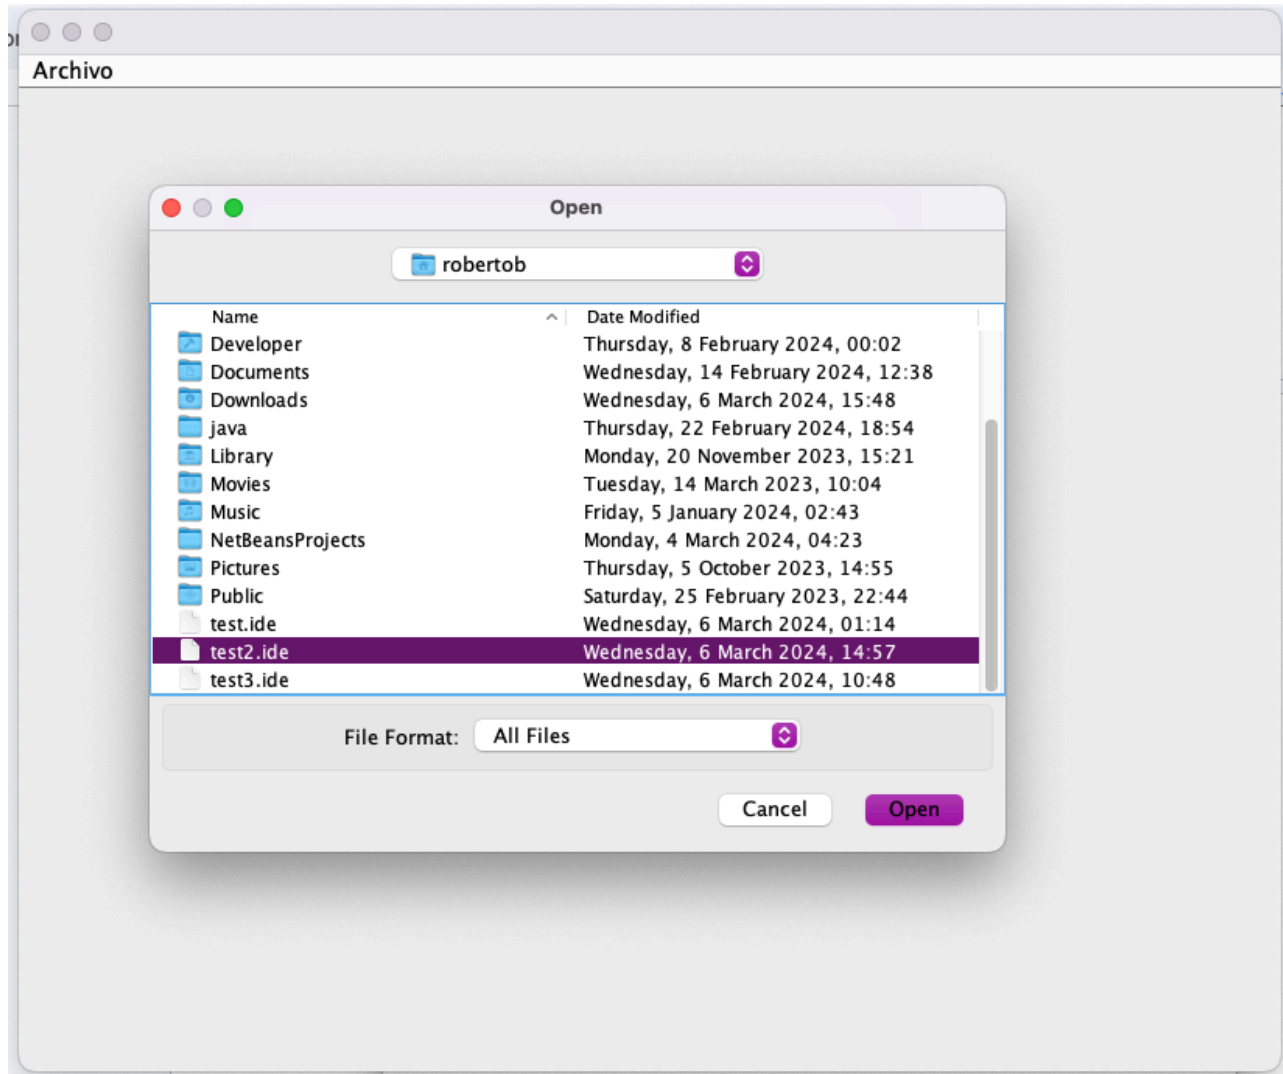 Archivo
Open
robertob
Name Date Modified
Developer Thursday, 8 February 2024, 00:02
Documents Wednesday, 14 February 2024, 12:38
Downloads Wednesday, 6 March 2024, 15:48
java Thursday, 22 February 2024, 18:54
Library Monday, 20 November 2023, 15:21
Movies Tuesday, 14 March 2023, 10:04
Music Friday, 5 January 2024, 02:43
NetBeansProjects Monday, 4 March 2024, 04:23
Pictures Thursday, 5 October 2023, 14:55
Public Saturday, 25 February 2023, 22:44
test.ide Wednesday, 6 March 2024, 01:14
test2.ide Wednesday, 6 March 2024, 14:57
test3.ide Wednesday, 6 March 2024, 10:48
File Format: All Files
Cancel Open